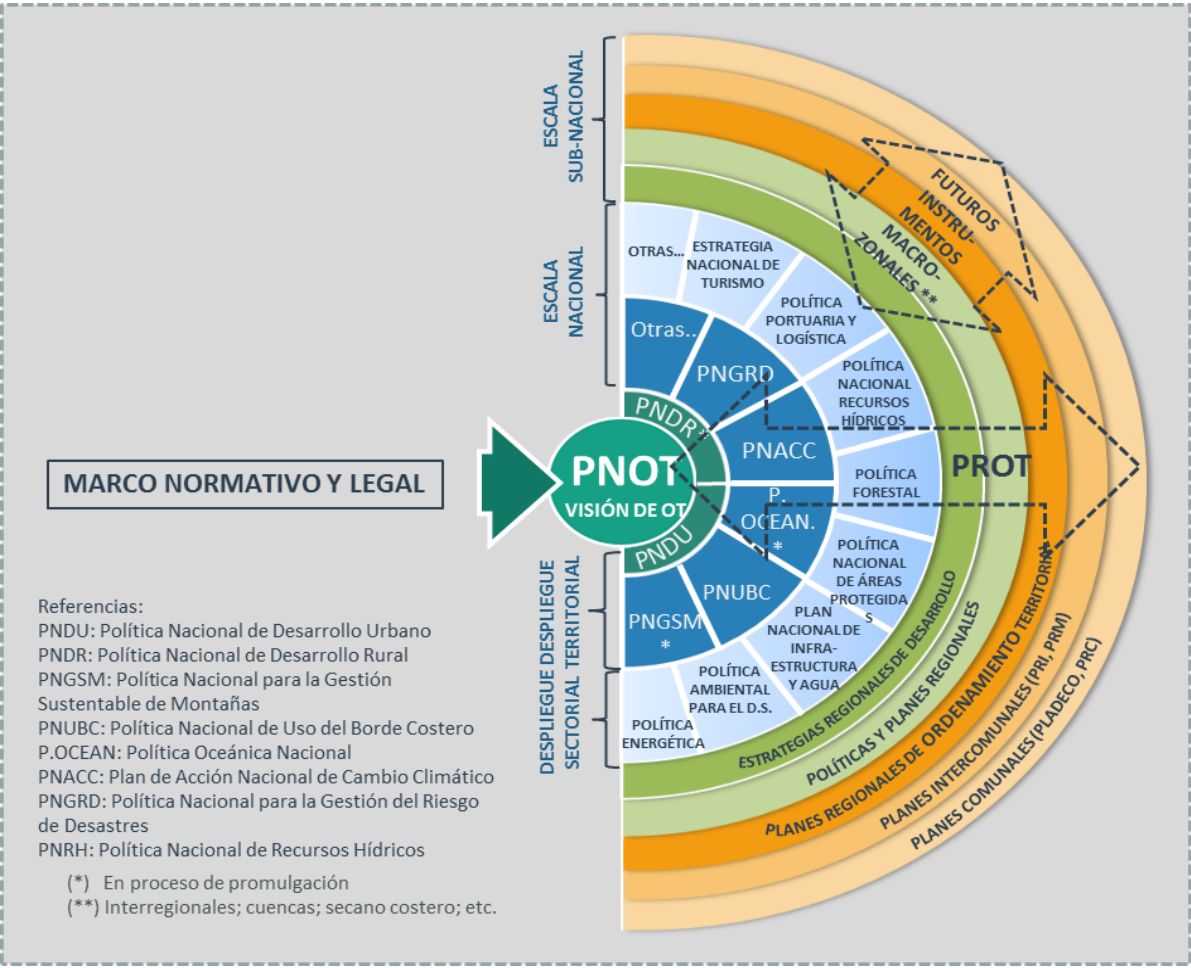 ESCALA
SUB-NACIONAL
ESCALA
NACIONAL
FUTUROS
INSTRU-
MENTOS
MACRO-
ZONALES **
OTRAS...
ESTRATEGIA
NACIONAL DE
TURISMO
POLÍTICA
PORTUARIA Y
LOGÍSTICA
POLÍTICA
NACIONAL
RECURSOS
HÍDRICOS
POLÍTICA
FORESTAL
POLÍTICA
NACIONAL
DE ÁREAS
PROTEGIDA
S
PLAN
NACIONAL DE
INFRA-
ESTRUCTURA
Y AGUA
POLÍTICA
AMBIENTAL
PARA EL D.S.
POLÍTICA
ENERGÉTICA
Otras..
PNGRD
PNACC
P.
OCEAN.
*
PNUBC
PNGSM
*
PNDR*
PNOT
VISIÓN DE OT
PNDU
PROT
MARCO NORMATIVO Y LEGAL
DESPLIEGUE DESPLIEGUE
SECTORIAL TERRITORIAL
ESTRATEGIAS REGIONALES DE DESARROLLO
POLÍTICAS Y PLANES REGIONALES
PLANES REGIONALES DE ORDENAMIENTO TERRITORIAL
PLANES INTERCOMUNALES (PRI, PRM)
PLANES COMUNALES (PLADECO, PRC)
Referencias:
PNDU: Política Nacional de Desarrollo Urbano
PNDR: Política Nacional de Desarrollo Rural
PNGSM: Política Nacional para la Gestión
Sustentable de Montañas
PNUBC: Política Nacional de Uso del Borde Costero
P.OCEAN: Política Oceánica Nacional
PNACC: Plan de Acción Nacional de Cambio Climático
PNGRD: Política Nacional para la Gestión del Riesgo
de Desastres
PNRH: Política Nacional de Recursos Hídricos
(*) En proceso de promulgación
(**) Interregionales; cuencas; secano costero; etc.